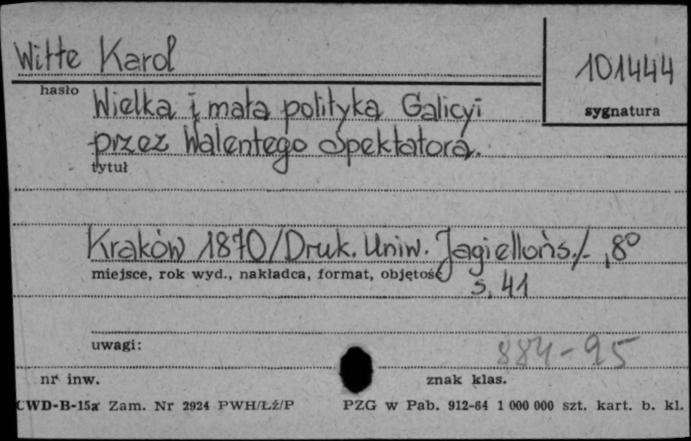 Witte Karol
101444
hasło
sygnatura
Wielka i mała polityka Galicyi
przez Walentego Spektatora.
tytuł
Kraków 1870/Druk. Uniw. Jagiellońs./- , 8°
miejsce, rok wyd., nakładca, format, objętość
s. 41
uwagi:
884-95
nr inw.
znak klas.
CWD-B-15a Zam. Nr 2924 PWH/Łź/P PZG w Pab. 912-64 1 000 000 szt. kart. b. kl.